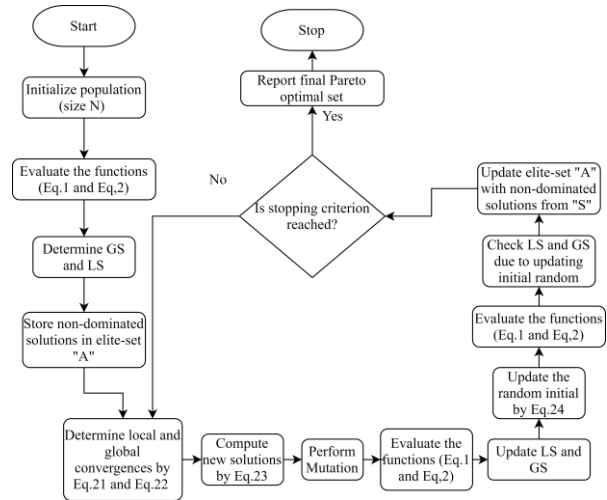 Start
Initialize population
(size N)
Evaluate the functions
(Eq.1 and Eq,2)
Determine GS
and LS
Store non-dominated
solutions in elite-set
"A"
Determine local and
global
convergences by
Eq.21 and Eq.22
Compute
new solutions
by Eq.23
Perform
Mutation
Evaluate the
functions (Eq.1
and Eq,2)
Update LS and
GS
Update the
random initial
by Eq.24
Evaluate the functions
(Eq.1 and Eq,2)
Check LS and GS
due to updating
initial random
Update elite-set "A"
with non-dominated
solutions from "S"
Is stopping criterion
reached?
No
Yes
Report final Pareto
optimal set
Stop